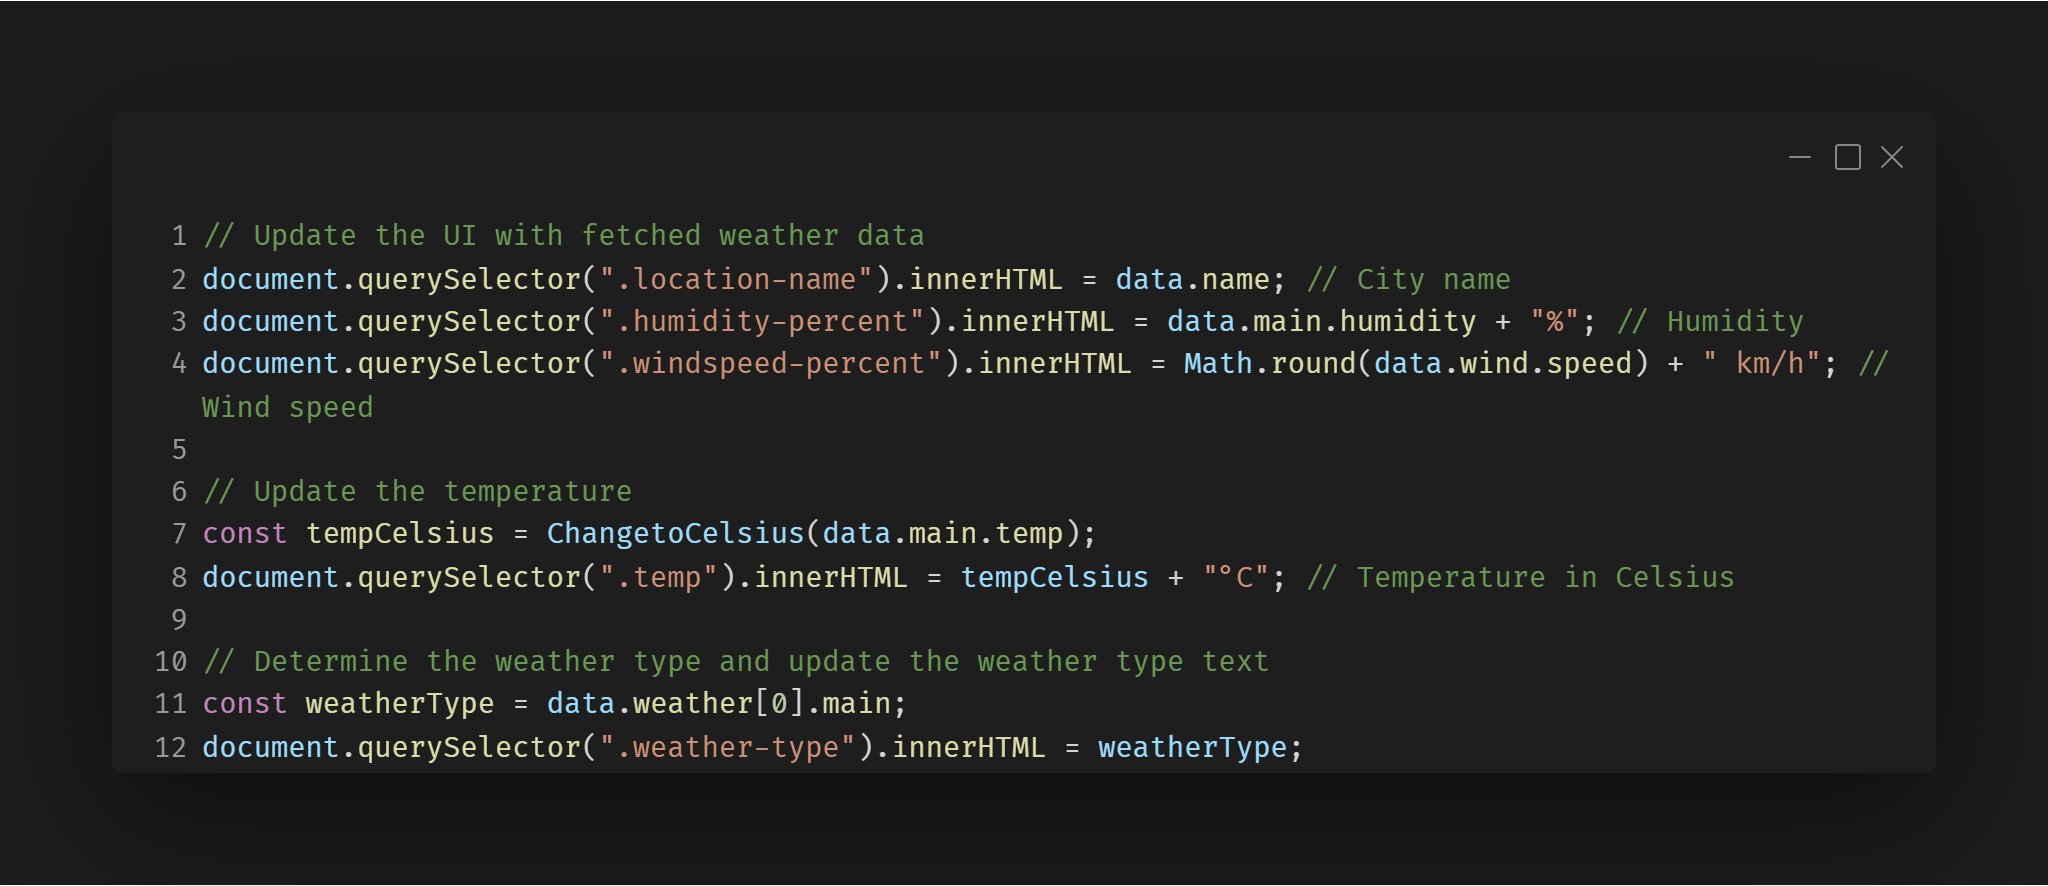 1 // Update the UI with fetched weather data
2 document.querySelector(".location-name").innerHTML = data.name; // City name
3 document.querySelector(".humidity-percent").innerHTML = data.main.humidity + "%"; // Humidity
4 document.querySelector(".windspeed-percent").innerHTML = Math.round(data.wind.speed) + " km/h"; //
Wind speed
5
6 // Update the temperature
7 const tempCelsius = ChangetoCelsius(data.main.temp);
8 document.querySelector(".temp").innerHTML = tempCelsius + "°C"; // Temperature in Celsius
9
10 // Determine the weather type and update the weather type text
11 const weatherType = data.weather[0].main;
12 document.querySelector(".weather-type").innerHTML = weatherType;